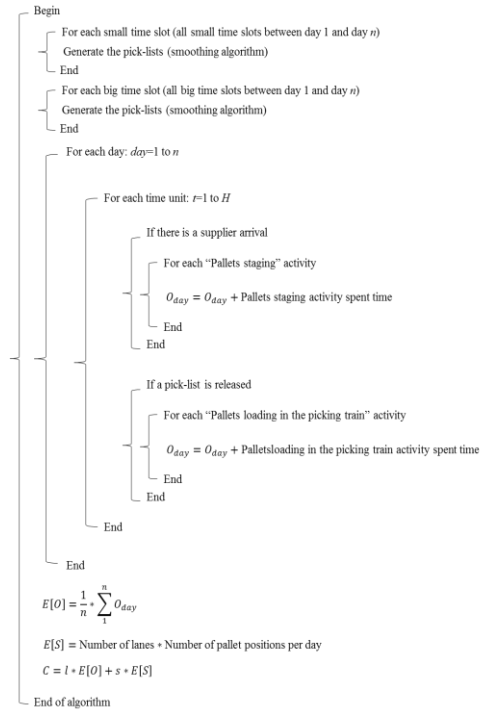 Begin
For each small time slot (all small time slots between day 1 and day n)
Generate the pick-lists (smoothing algorithm)
End
For each big time slot (all big time slots between day 1 and day n)
Generate the pick-lists (smoothing algorithm)
End
For each day: day=1 to n
For each time unit: t=1 to H
If there is a supplier arrival
For each “Pallets staging” activity
O_day = O_day + Pallets staging activity spent time
End
End
If a pick-list is released
For each “Pallets loading in the picking train” activity
O_day = O_day + Palletsloading in the picking train activity spent time
End
End
End
End
E[O] = 1/n * ∑_1^n O_day
E[S] = Number of lanes * Number of pallet positions per day
C = l * E[O] + s * E[S]
End of algorithm